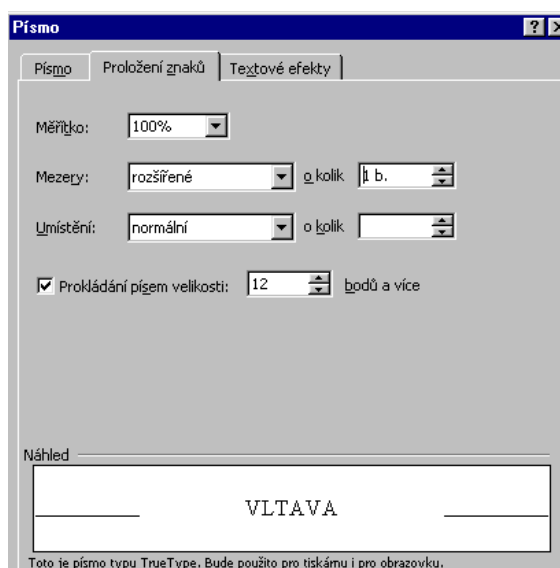 Písmo
Písmo Proložení znaků Textové efekty
Měřítko: 100%
Mezery: rozšířené o kolik 1 b.
Umístění: normální o kolik
Prokládání písem velikosti: 12 bodů a více
Náhled
VLTAVA
Toto je písmo typu TrueType. Bude použito pro tiskárnu i pro obrazovku.